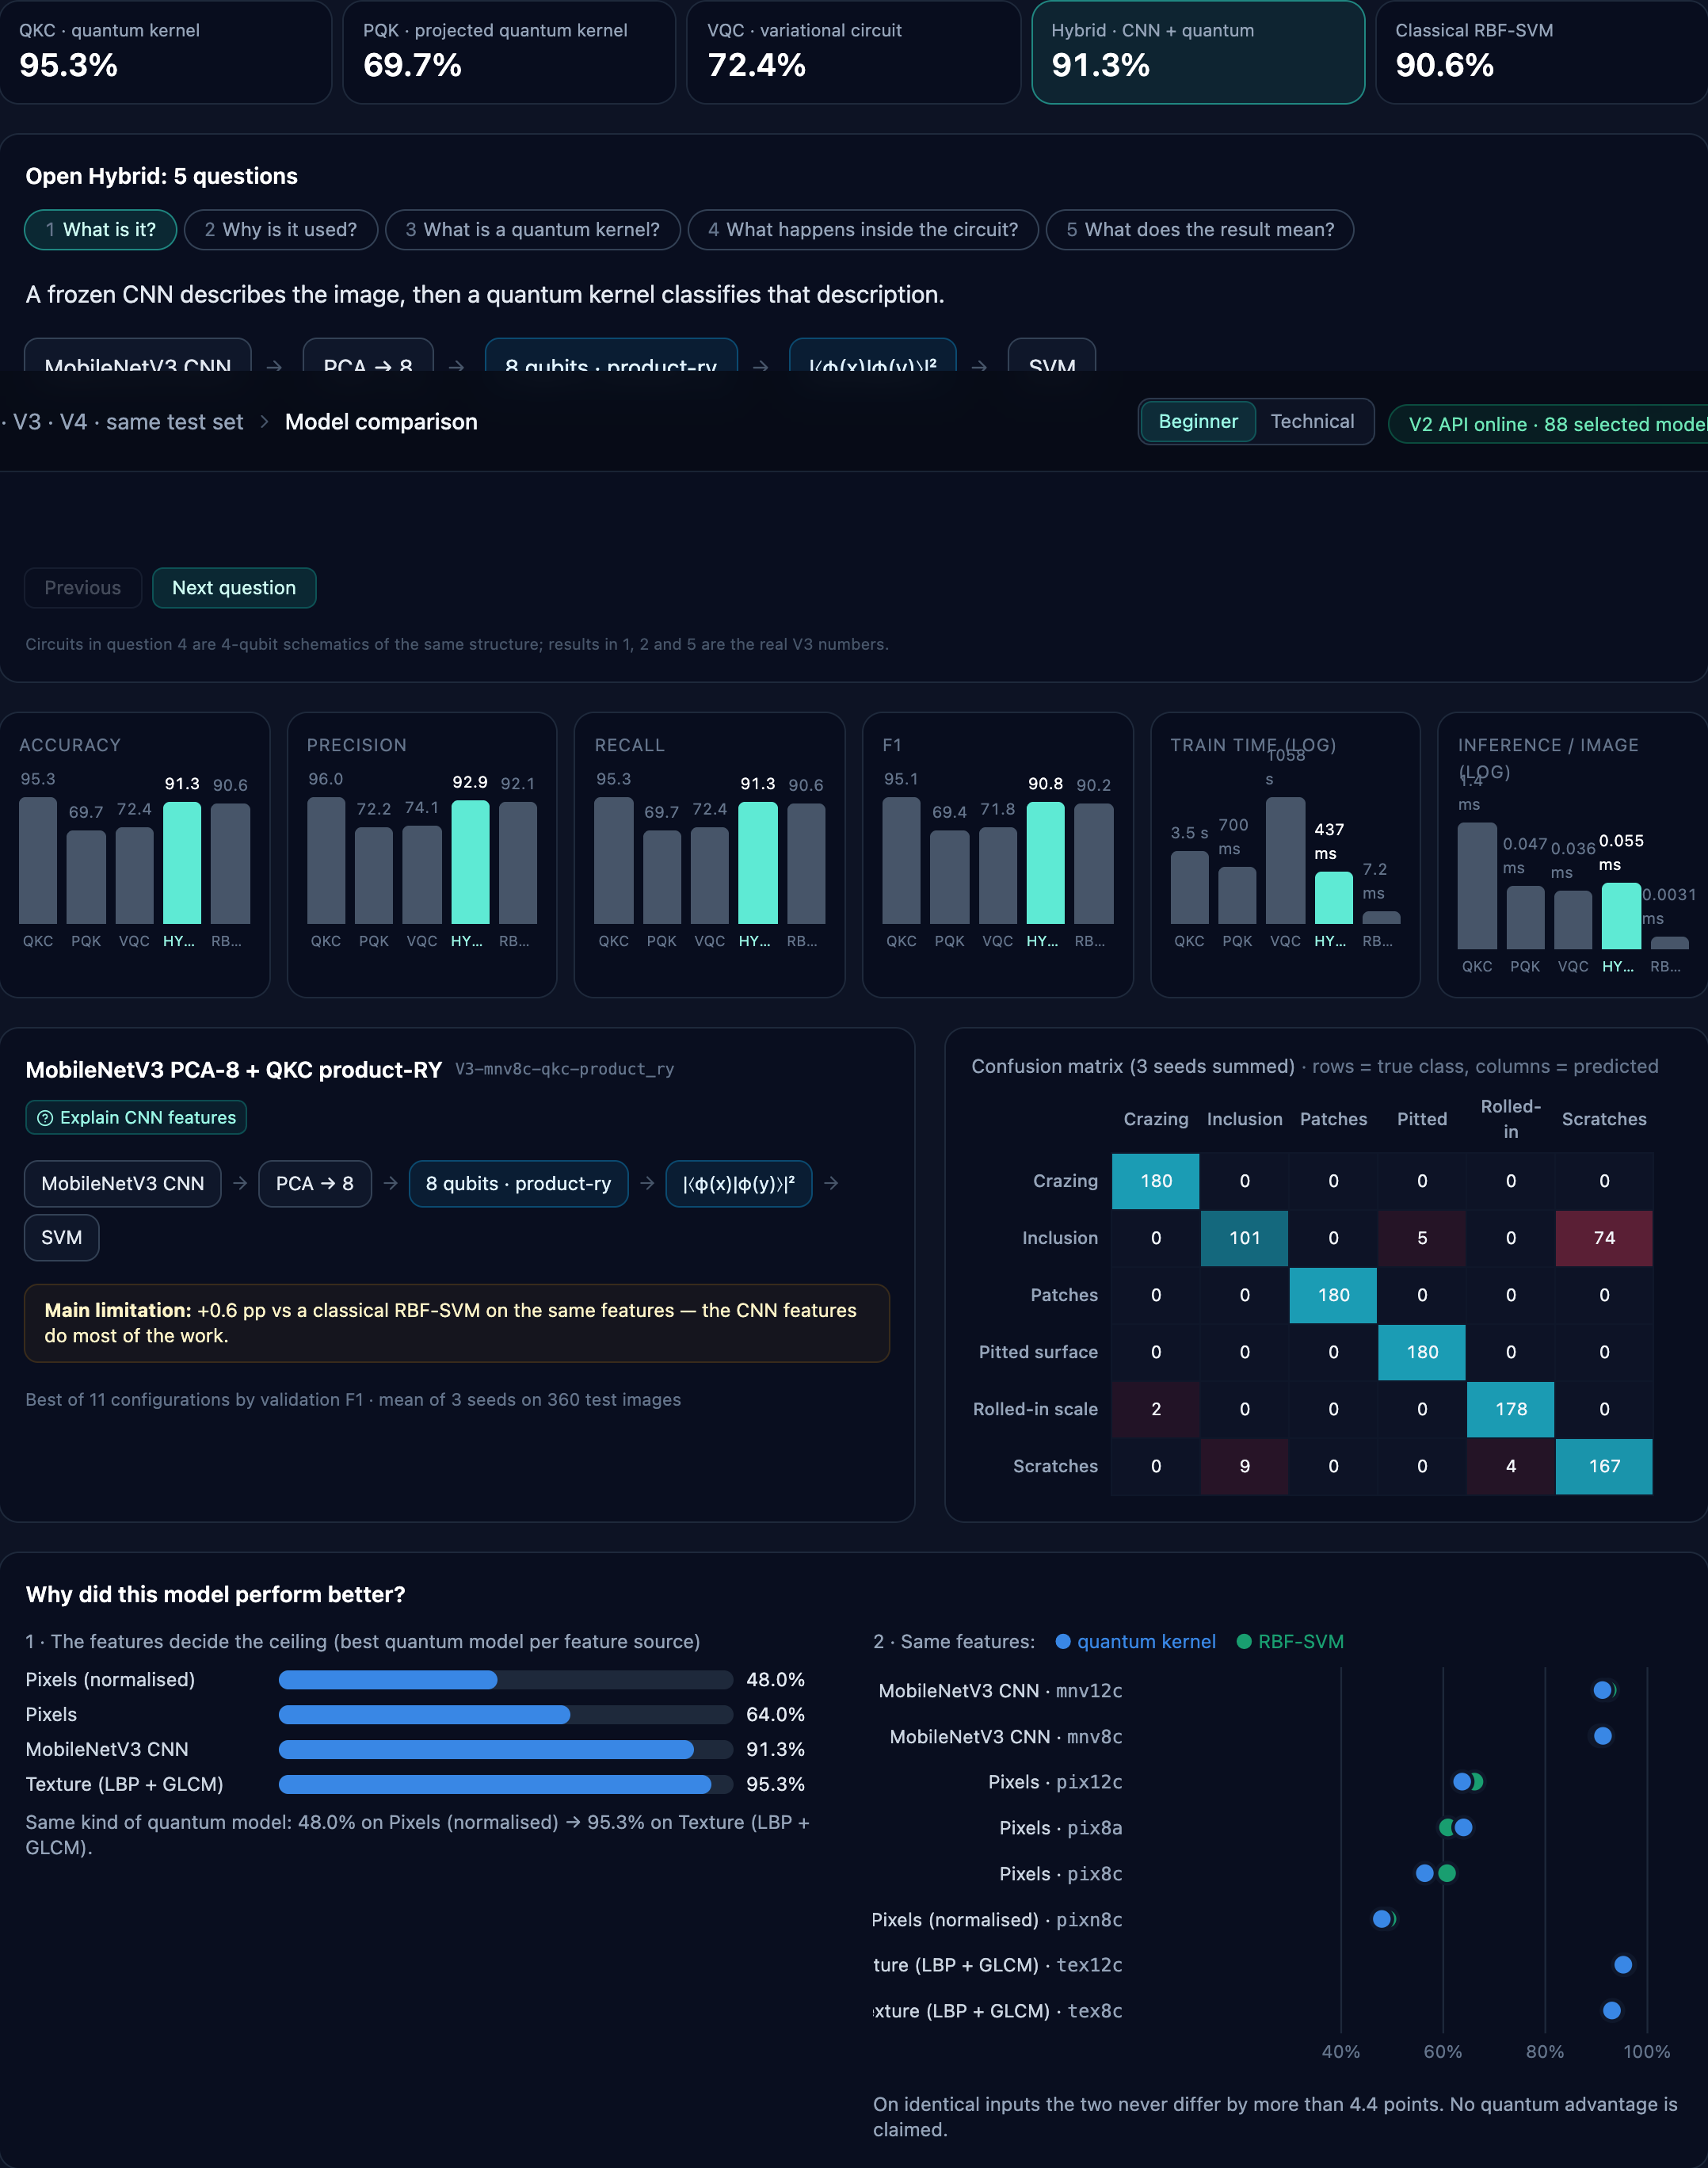 QKC · quantum kernel
95.3%
PQK · projected quantum kernel
69.7%
VQC · variational circuit
72.4%
Hybrid · CNN + quantum
91.3%
Classical RBF-SVM
90.6%
Open Hybrid: 5 questions
1 What is it?
2 Why is it used?
3 What is a quantum kernel?
4 What happens inside the circuit?
5 What does the result mean?
A frozen CNN describes the image, then a quantum kernel classifies that description.
MobileNetV3 CNN → PCA → 8 → 8 qubits · product-ry → |⟨φ(x)|φ(y)⟩|² → SVM
· V3 · V4 · same test set > Model comparison
Beginner Technical
V2 API online · 88 selected model
Previous Next question
Circuits in question 4 are 4-qubit schematics of the same structure; results in 1, 2 and 5 are the real V3 numbers.
ACCURACY
95.3 69.7 72.4 91.3 90.6
QKC PQK VQC HY... RB...
PRECISION
96.0 72.2 74.1 92.9 92.1
QKC PQK VQC HY... RB...
RECALL
95.3 69.7 72.4 91.3 90.6
QKC PQK VQC HY... RB...
F1
95.1 69.4 71.8 90.8 90.2
QKC PQK VQC HY... RB...
TRAIN TIME (LOG)
3.5 s 700 ms 1058 s 437 ms 7.2 ms
QKC PQK VQC HY... RB...
INFERENCE / IMAGE
(LOG)
1.4 ms 0.047 ms 0.036 ms 0.055 ms 0.0031 ms
QKC PQK VQC HY... RB...
MobileNetV3 PCA-8 + QKC product-RY V3-mnv8c-qkc-product_ry
? Explain CNN features
MobileNetV3 CNN → PCA → 8 → 8 qubits · product-ry → |⟨φ(x)|φ(y)⟩|² →
SVM
Main limitation: +0.6 pp vs a classical RBF-SVM on the same features — the CNN features
do most of the work.
Best of 11 configurations by validation F1 · mean of 3 seeds on 360 test images
Confusion matrix (3 seeds summed) · rows = true class, columns = predicted
Crazing Inclusion Patches Pitted Rolled-in Scratches
Crazing 180 0 0 0 0 0
Inclusion 0 101 0 5 0 74
Patches 0 0 180 0 0 0
Pitted surface 0 0 0 180 0 0
Rolled-in scale 2 0 0 0 178 0
Scratches 0 9 0 0 4 167
Why did this model perform better?
1 · The features decide the ceiling (best quantum model per feature source)
Pixels (normalised) 48.0%
Pixels 64.0%
MobileNetV3 CNN 91.3%
Texture (LBP + GLCM) 95.3%
Same kind of quantum model: 48.0% on Pixels (normalised) → 95.3% on Texture (LBP +
GLCM).
2 · Same features: quantum kernel RBF-SVM
MobileNetV3 CNN · mnv12c
MobileNetV3 CNN · mnv8c
Pixels · pix12c
Pixels · pix8a
Pixels · pix8c
Pixels (normalised) · pixn8c
ture (LBP + GLCM) · tex12c
xture (LBP + GLCM) · tex8c
40% 60% 80% 100%
On identical inputs the two never differ by more than 4.4 points. No quantum advantage is
claimed.